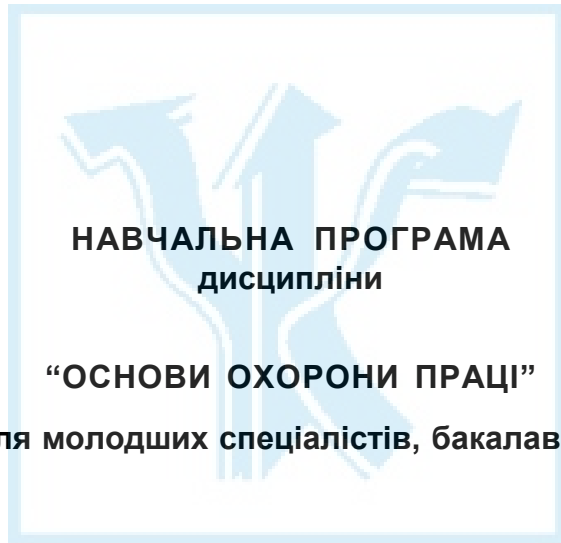 НАВЧАЛЬНА ПРОГРАМА
дисципліни
“ОСНОВИ ОХОРОНИ ПРАЦІ”
ля молодших спеціалістів, бакалав